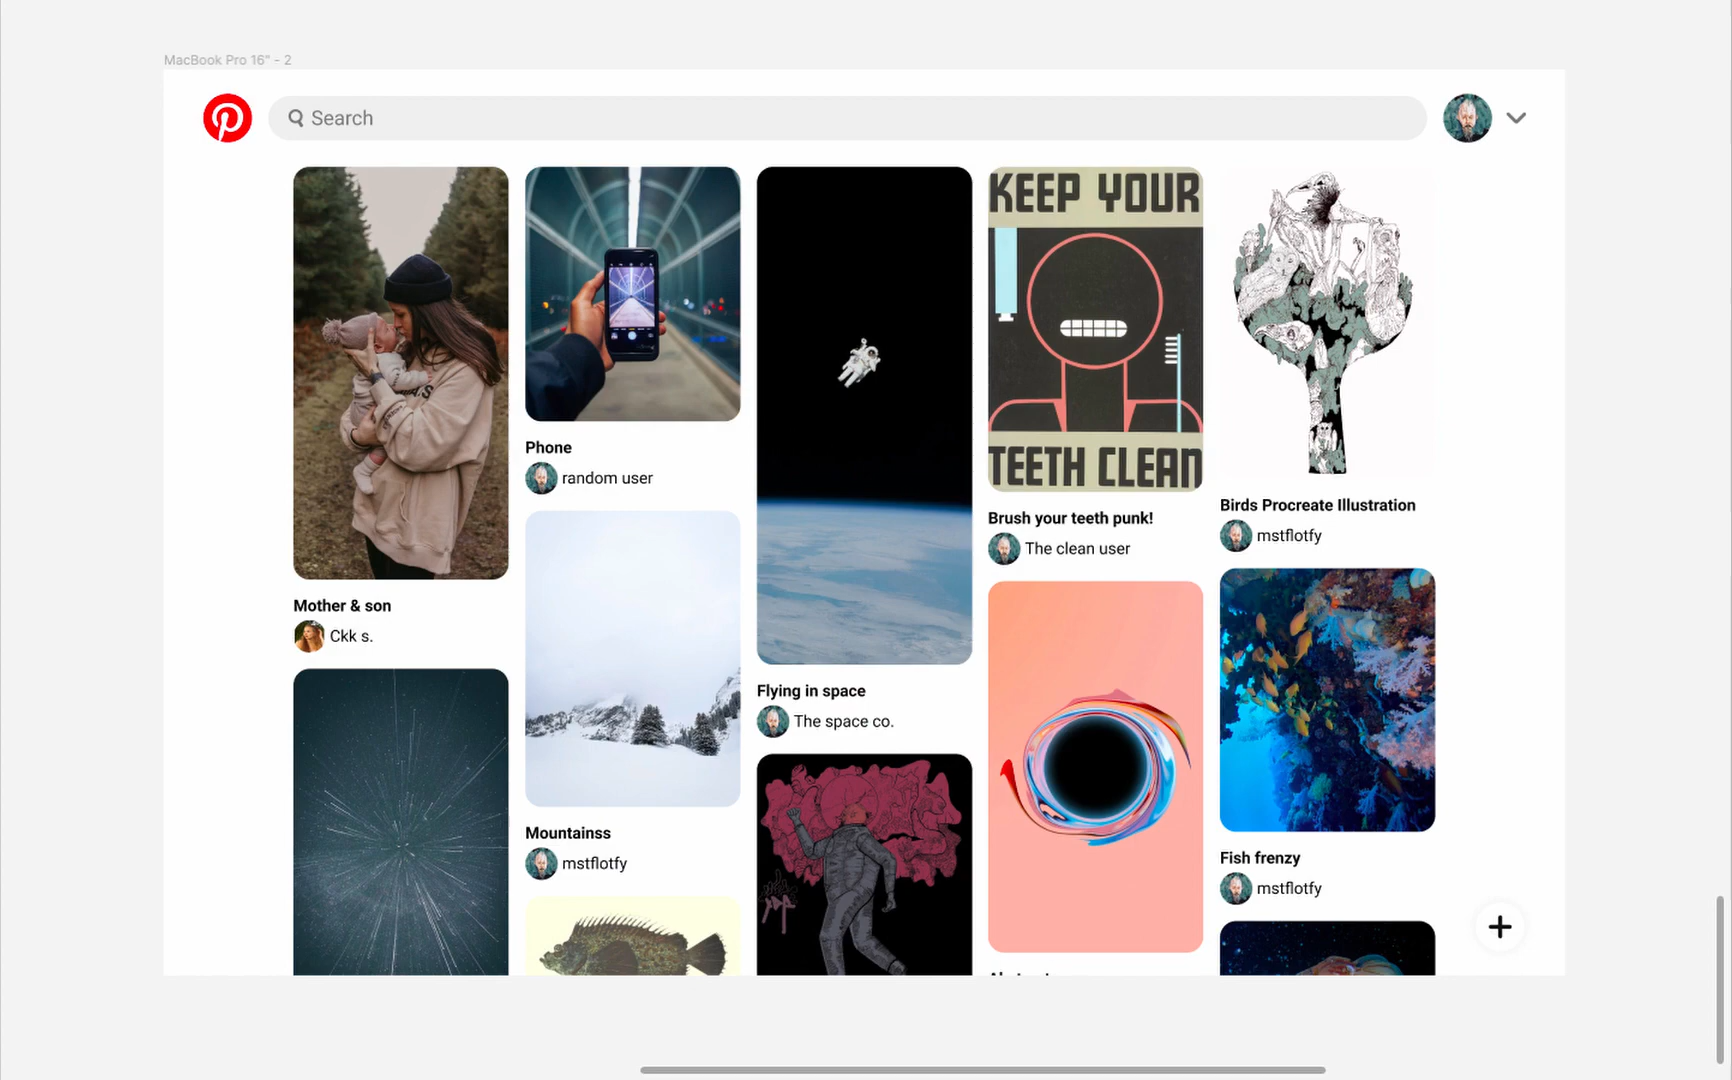 MacBook Pro 16" - 2
Search
KEEP YOUR
TEETH CLEAN
Mother & son
Ckk s.
Phone
random user
Mountainss
mstflotfy
Flying in space
The space co.
Brush your teeth punk!
The clean user
Birds Procreate Illustration
mstflotfy
Fish frenzy
mstflotfy